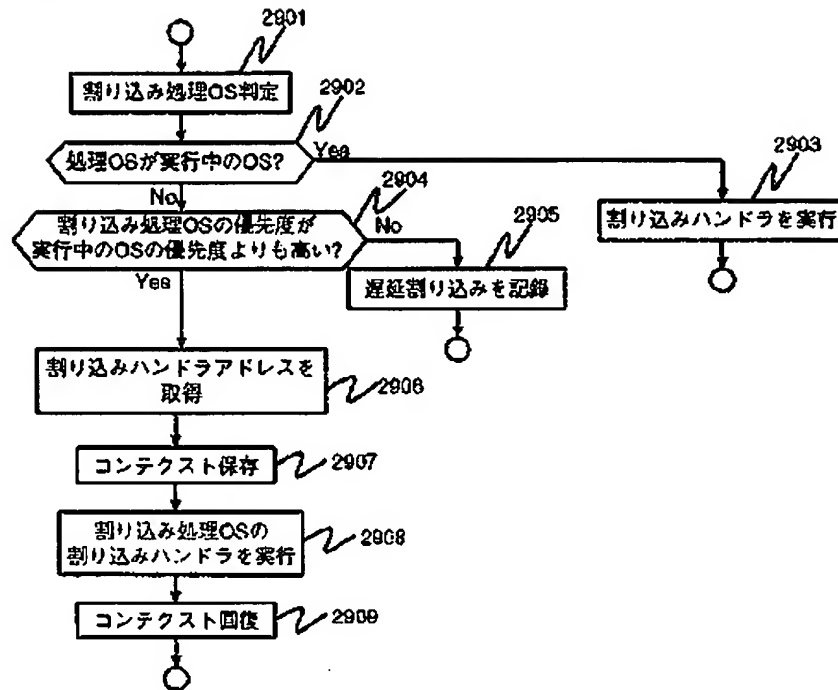 2901
割り込み処理OS判定
2902
処理OSが実行中のOS?
Yes
2903
割り込みハンドラを実行
No
2904
割り込み処理OSの優先度が
実行中のOSの優先度よりも高い?
No
2905
遅延割り込みを記録
Yes
割り込みハンドラアドレスを
取得
2906
コンテクスト保存
2907
割り込み処理OSの
割り込みハンドラを実行
2908
コンテクスト回復
2909